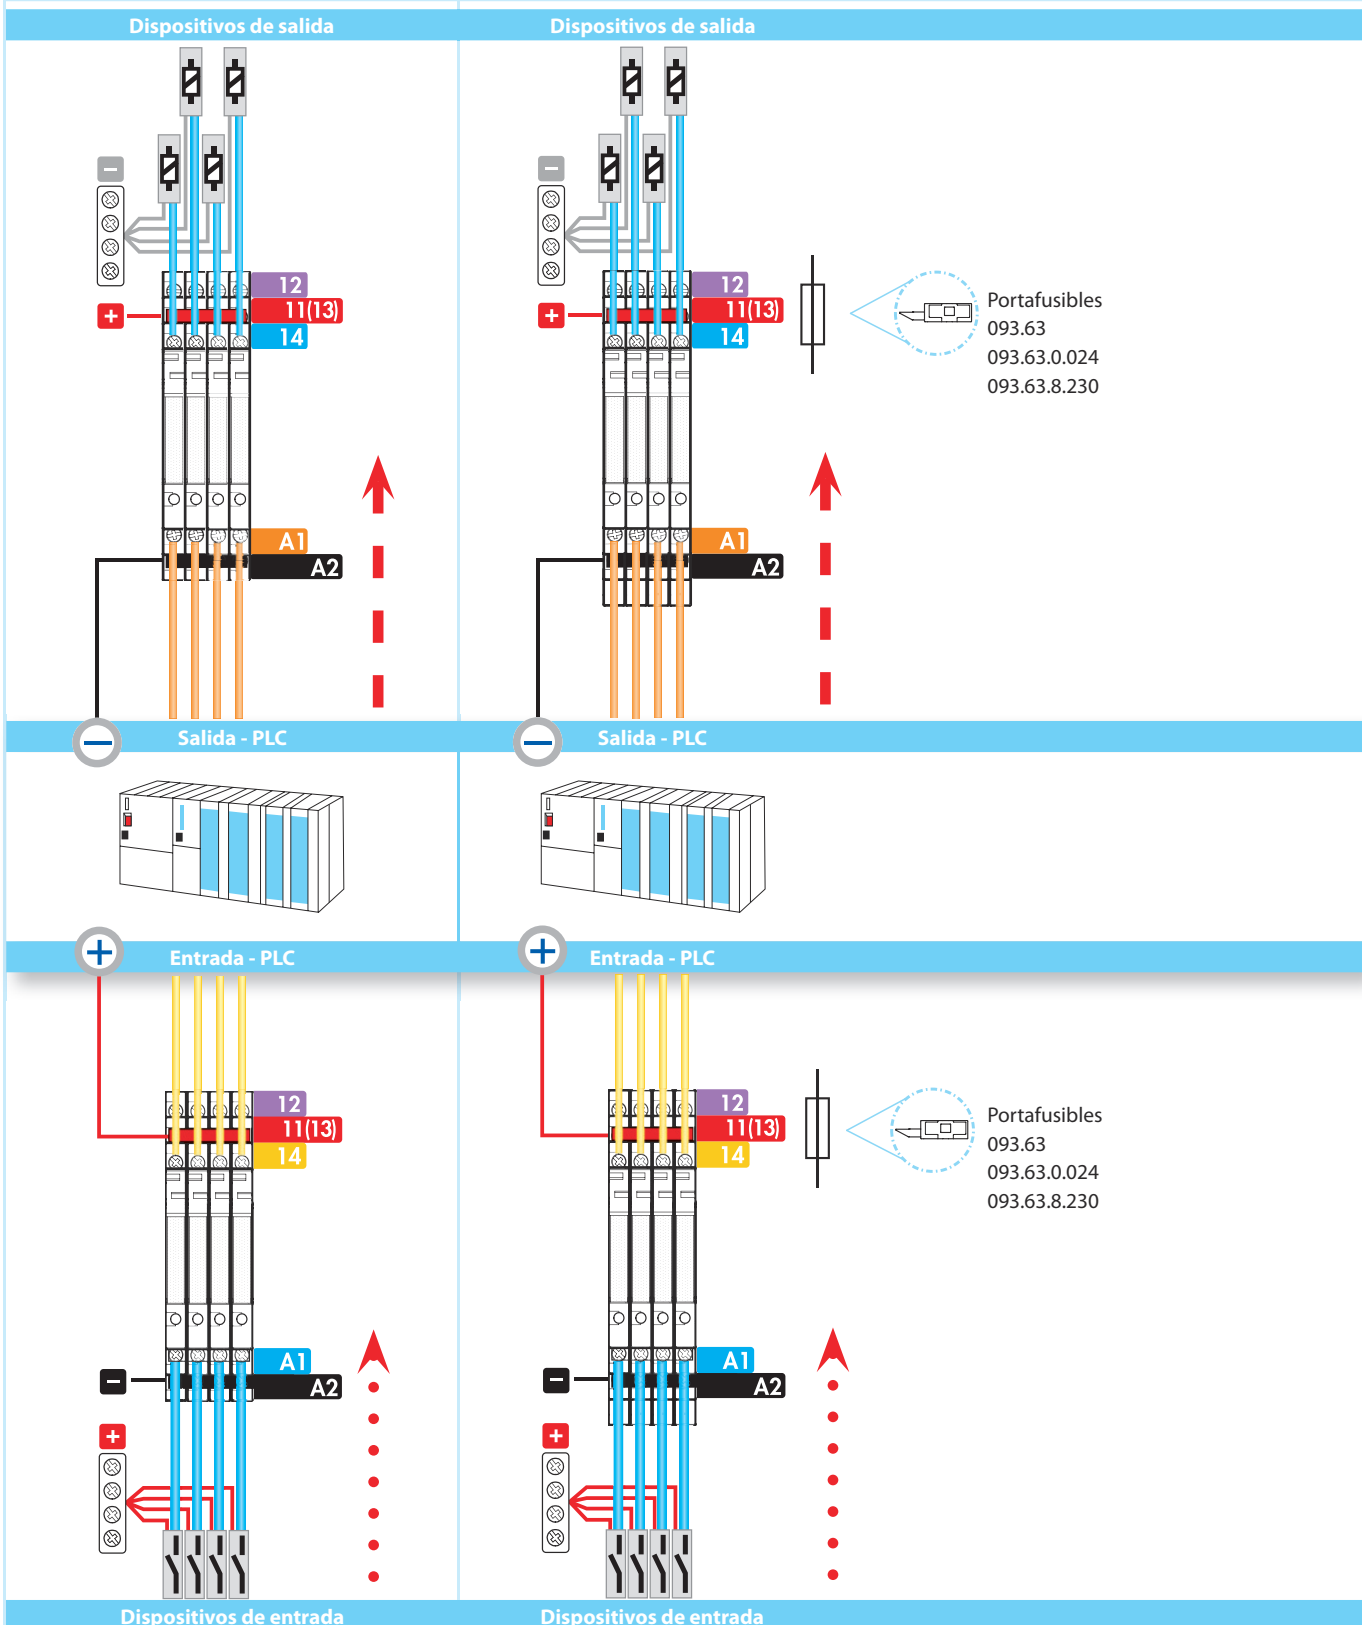 Dispositivos de salida
Dispositivos de salida
−
12
+
11(13)
14
−
12
+
11(13)
14
Portafusibles
093.63
093.63.0.024
093.63.8.230
A1
A2
A1
A2
−
Salida - PLC
−
Salida - PLC
+
Entrada - PLC
+
Entrada - PLC
12
11(13)
14
12
11(13)
14
Portafusibles
093.63
093.63.0.024
093.63.8.230
A1
−
A2
+
A1
−
A2
+
Dispositivos de entrada
Dispositivos de entrada